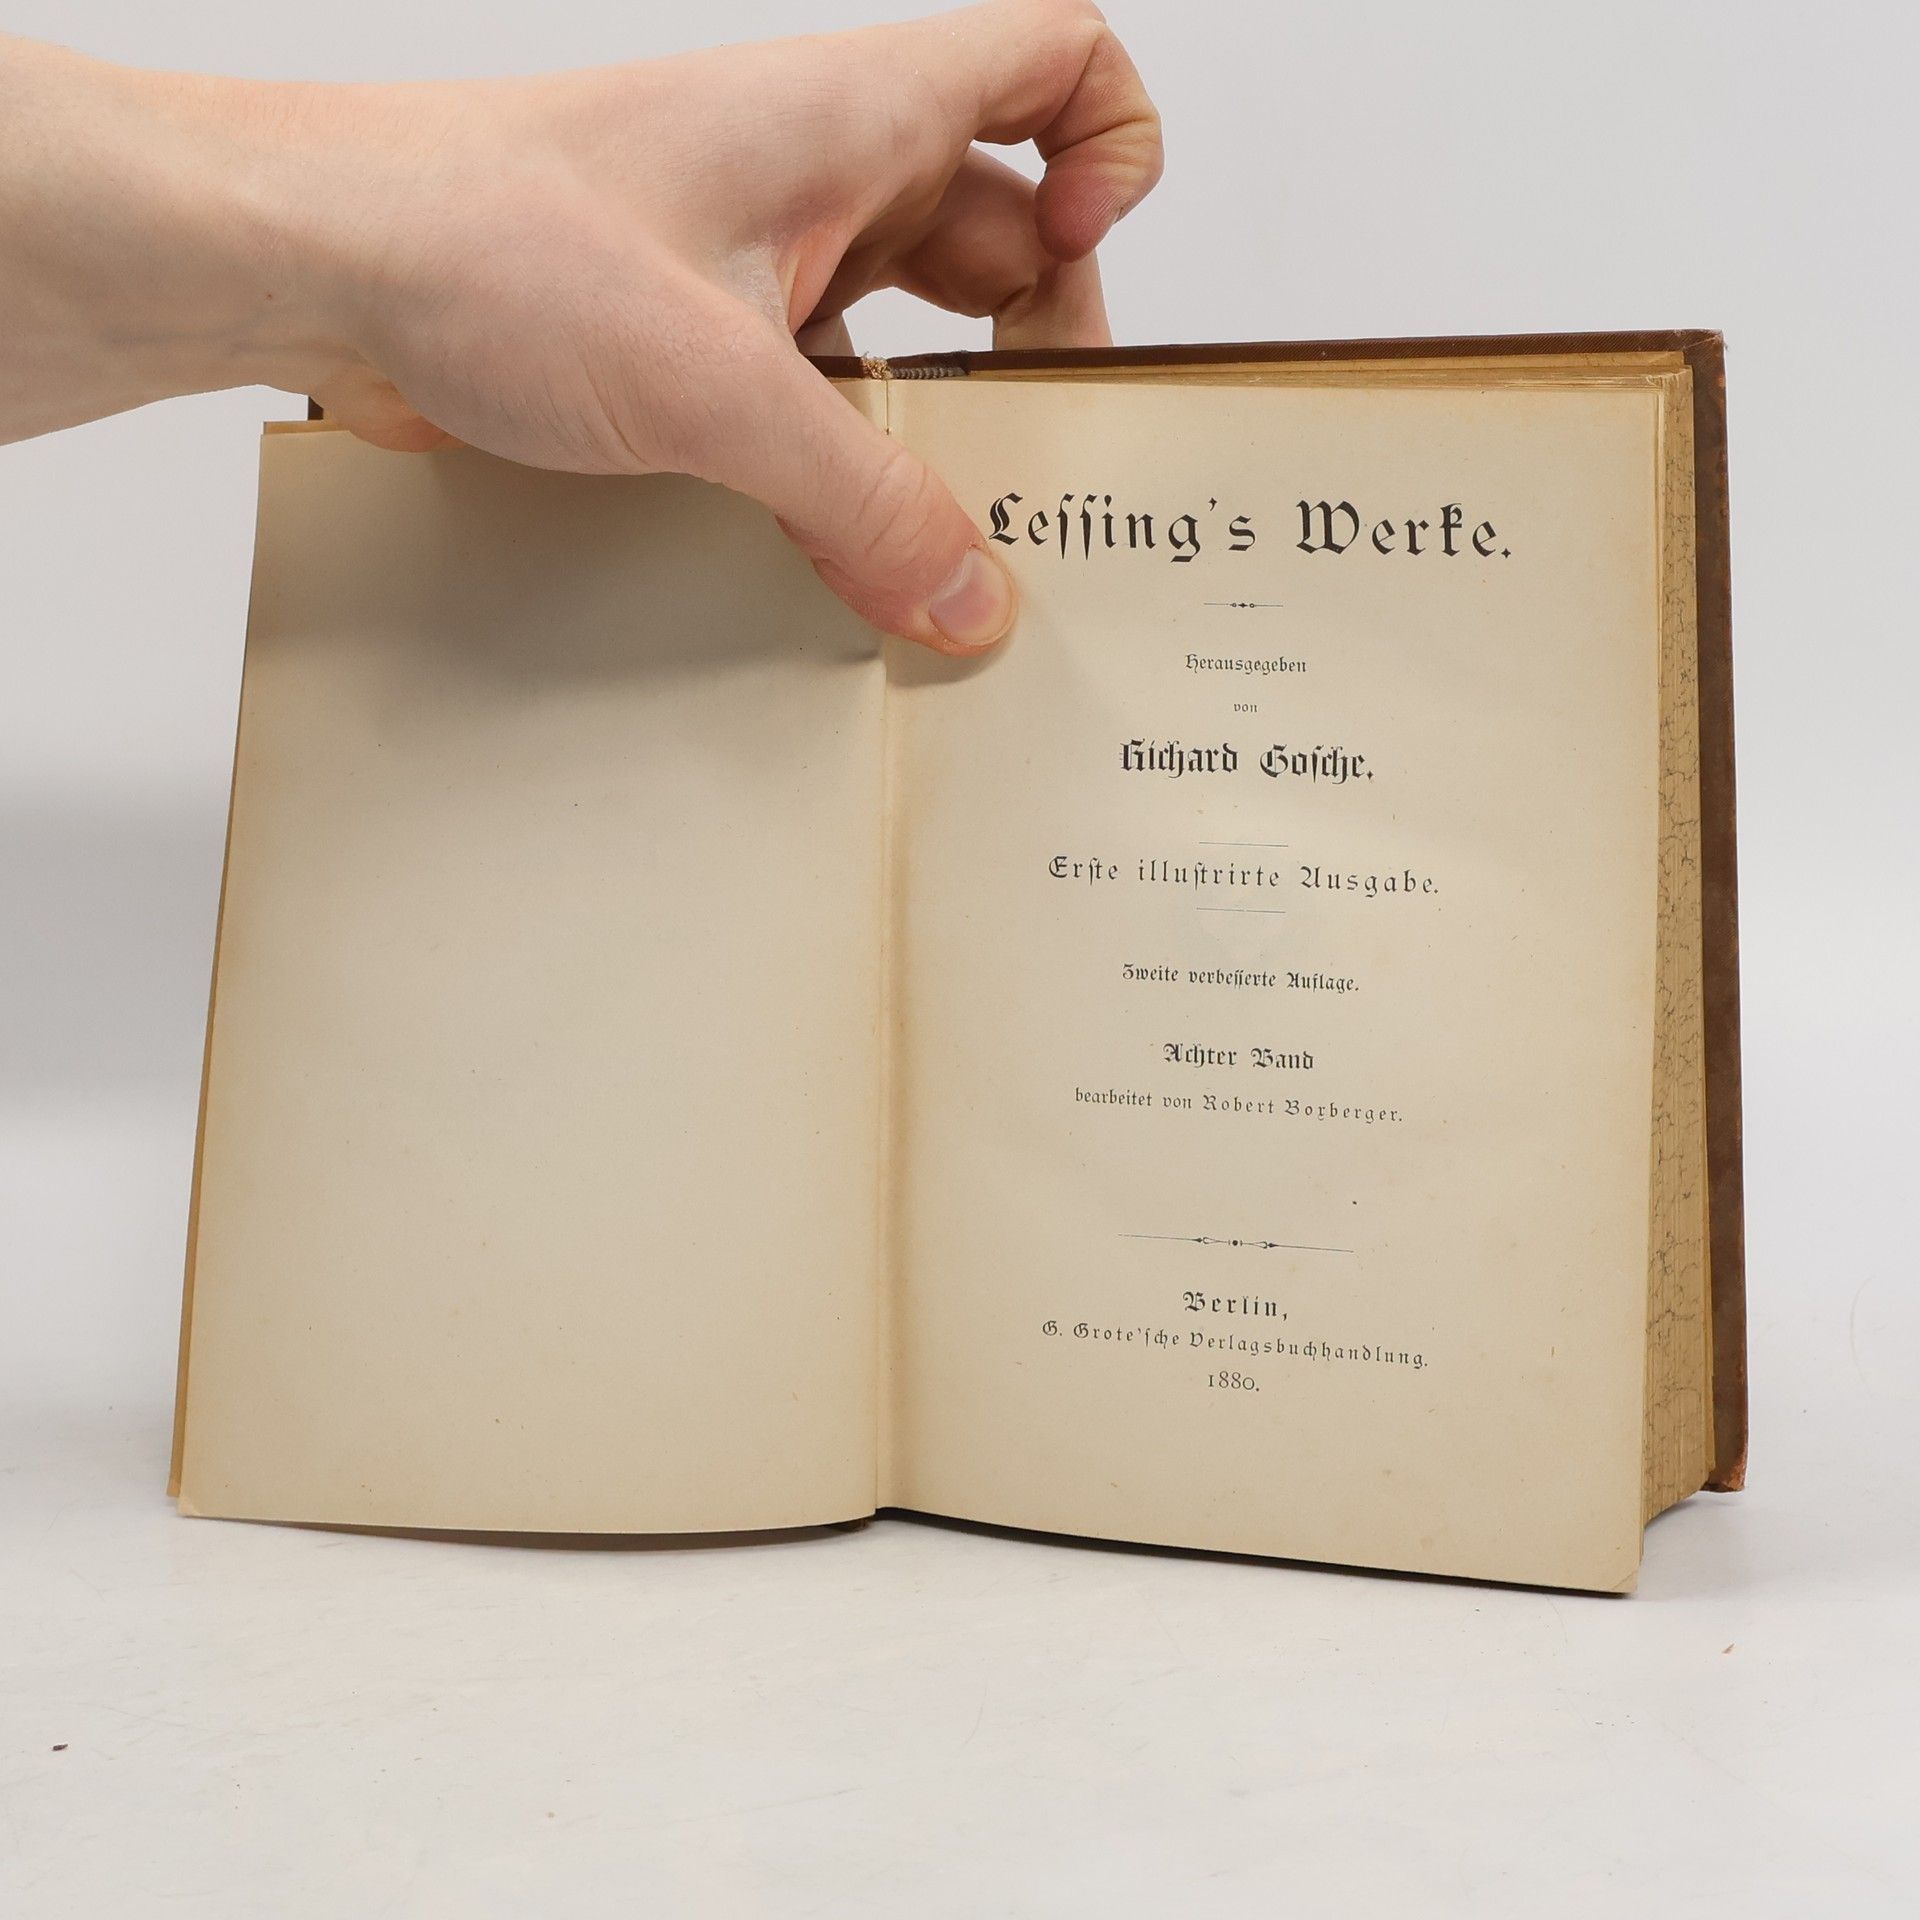 Leſſing's Werke.
Herausgegeben
von
Richard Goſche.
Erſte illuſtrirte Ausgabe.
Zweite verbeſſerte Auflage.
Achter Band
bearbeitet von Robert Boxberger.
Berlin,
G. Grote'ſche Verlagsbuchhandlung.
1880.